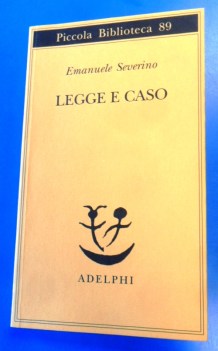 Piccola Biblioteca 89
Emanuele Severino
LEGGE E CASO
ADELPHI